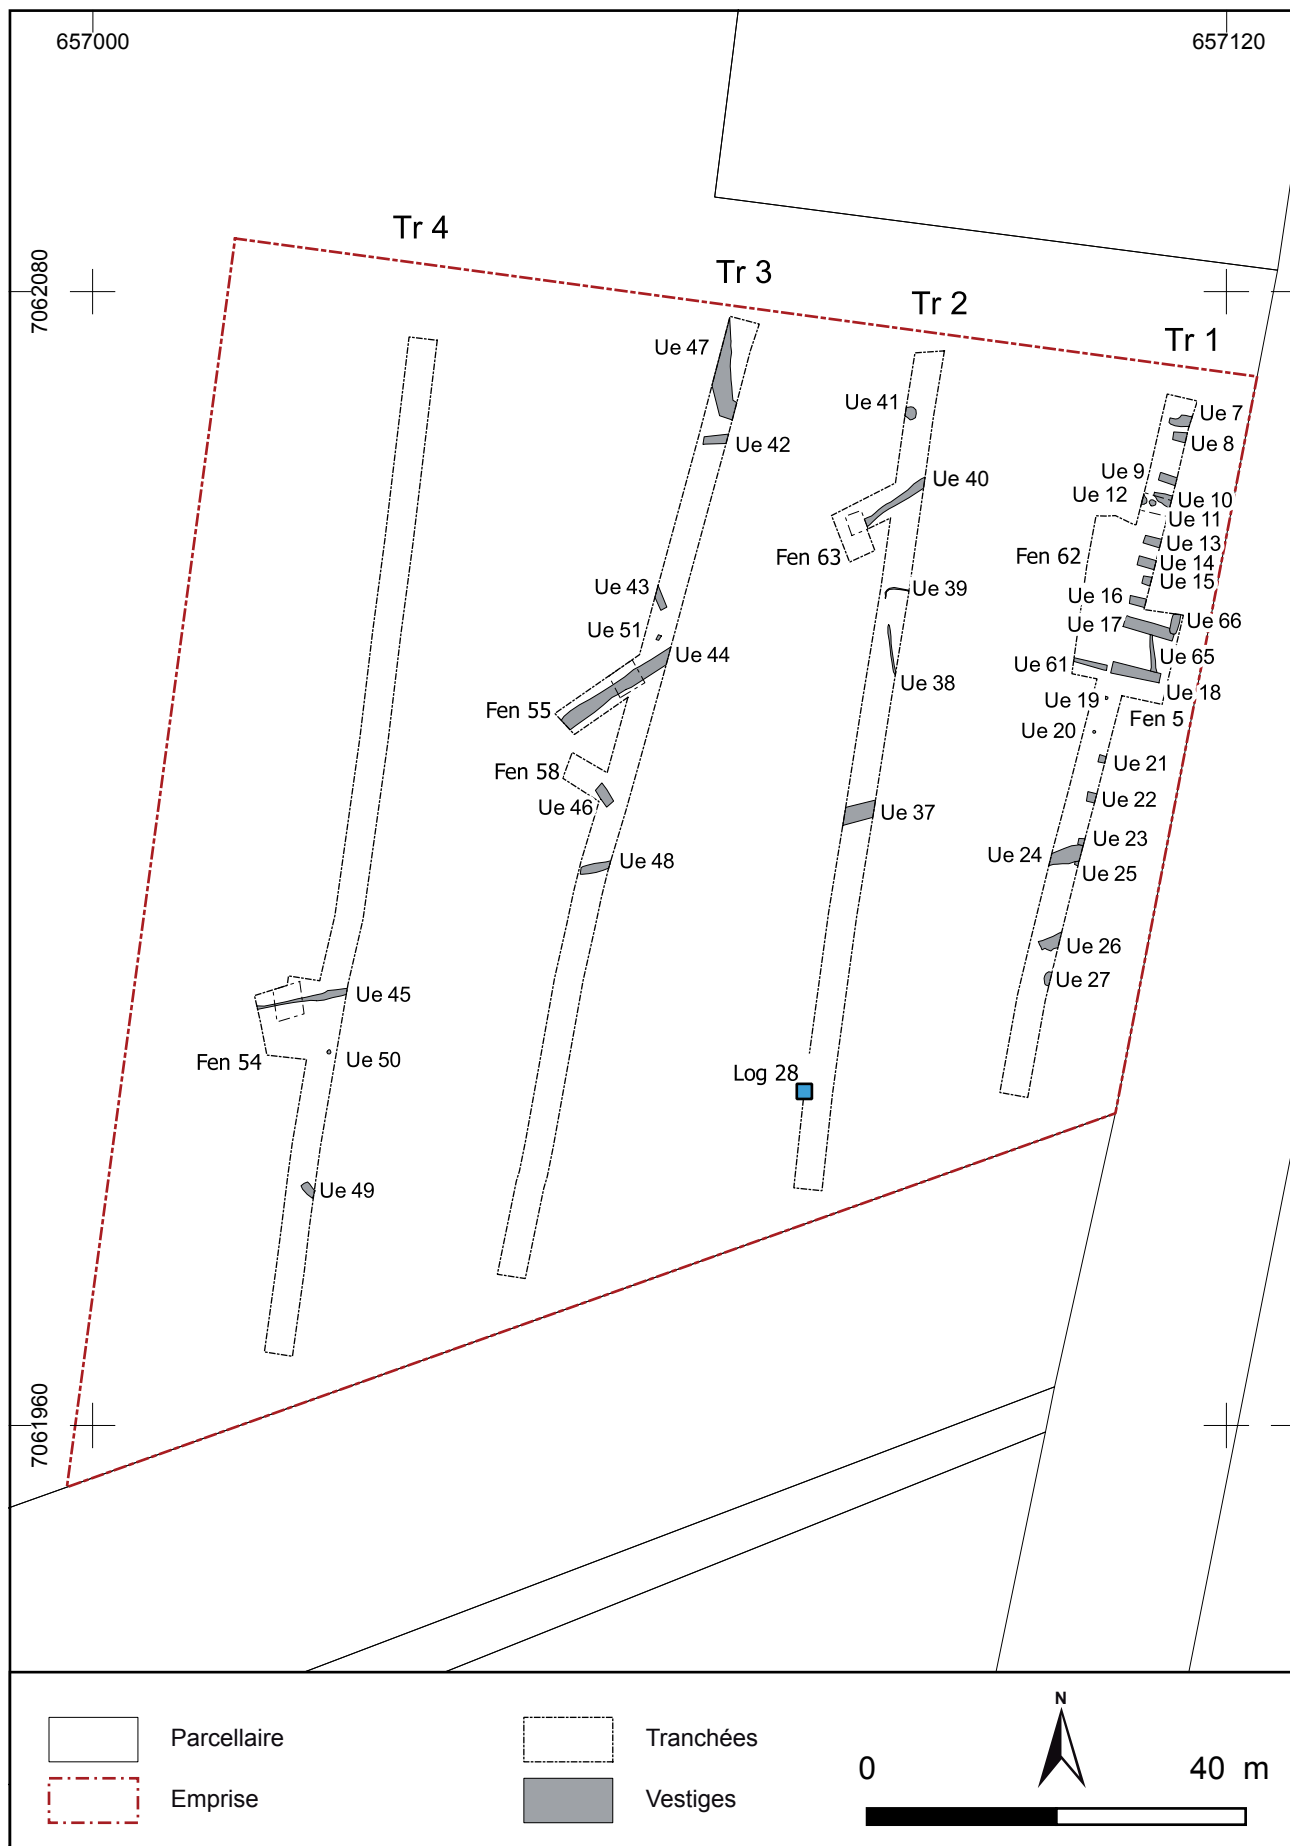 657000
657120
7062080
7061960
Tr 4
Tr 3
Tr 2
Tr 1
Ue 47
Ue 42
Ue 43
Ue 51
Ue 44
Fen 55
Fen 58
Ue 46
Ue 48
Ue 45
Fen 54
Ue 50
Ue 49
Ue 41
Ue 40
Fen 63
Ue 39
Ue 38
Ue 37
Log 28
Ue 7
Ue 8
Ue 9
Ue 12
Ue 10
Ue 11
Ue 13
Fen 62
Ue 14
Ue 15
Ue 16
Ue 17
Ue 66
Ue 65
Ue 61
Ue 18
Ue 19
Fen 5
Ue 20
Ue 21
Ue 22
Ue 23
Ue 24
Ue 25
Ue 26
Ue 27
Parcellaire
Emprise
Tranchées
Vestiges
N
0 40 m